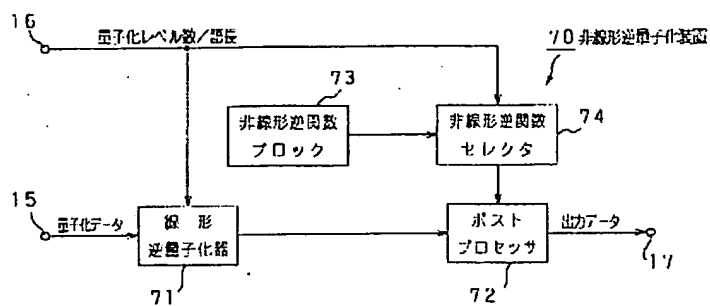 16
量子化レベル数/語長
70 非線形逆量子化装置
73
非線形逆関数
ブロック
非線形逆関数
セレクタ
74
15
量子化データ
線形
逆量子化器
71
ポスト
プロセッサ
72
出力データ
17